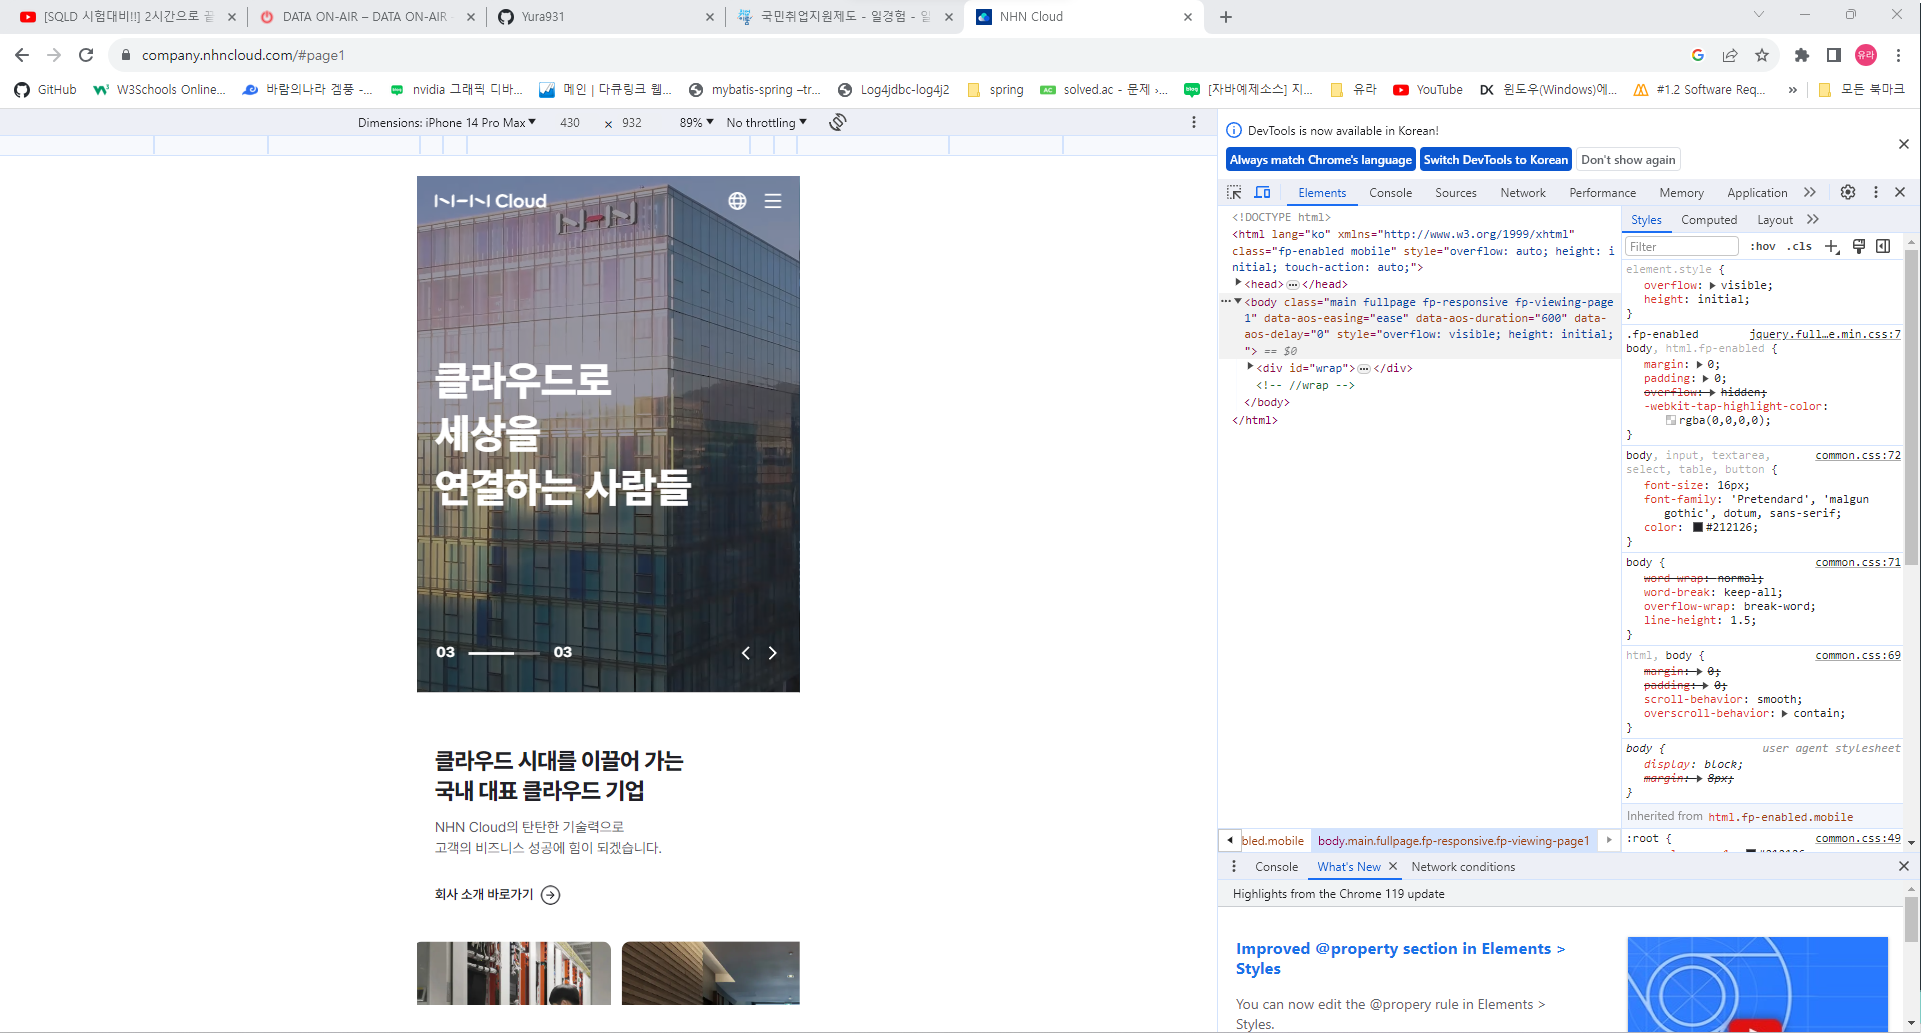 [SQLD 시험대비!!] 2시간으로 끝
DATA ON-AIR – DATA ON-AIR
Yura931
국민취업지원제도 - 일경험 - 일
NHN Cloud
company.nhncloud.com/#page1
유라
GitHub
W3Schools Online...
바람의나라 겜풍 -...
nvidia 그래픽 디바...
메인 | 다큐링크 웹...
mybatis-spring –tr...
Log4jdbc-log4j2
spring
solved.ac - 문제 ›...
[자바예제소스] 지...
유라
YouTube
윈도우(Windows)에...
#1.2 Software Req...
»
모든 북마크
Dimensions: iPhone 14 Pro Max
430 × 932
89%
No throttling
NHN Cloud
NHN
클라우드로
세상을
연결하는 사람들
03 03
클라우드 시대를 이끌어 가는
국내 대표 클라우드 기업
NHN Cloud의 탄탄한 기술력으로
고객의 비즈니스 성공에 힘이 되겠습니다.
회사 소개 바로가기
DevTools is now available in Korean!
Always match Chrome's language
Switch DevTools to Korean
Don't show again
Elements Console Sources Network Performance Memory Application »
<!DOCTYPE html>
<html lang="ko" xmlns="http://www.w3.org/1999/xhtml"
class="fp-enabled mobile" style="overflow: auto; height: i
nitial; touch-action: auto;">
<head>…</head>
<body class="main fullpage fp-responsive fp-viewing-page
1" data-aos-easing="ease" data-aos-duration="600" data-
aos-delay="0" style="overflow: visible; height: initial;
"> == $0
<div id="wrap">…</div>
<!-- //wrap -->
</body>
</html>
bled.mobile
body.main.fullpage.fp-responsive.fp-viewing-page1
Styles Computed Layout »
Filter
:hov .cls
element.style {
overflow: visible;
height: initial;
}
.fp-enabled jquery.full…e.min.css:7
body, html.fp-enabled {
margin: 0;
padding: 0;
overflow: hidden;
-webkit-tap-highlight-color:
rgba(0,0,0,0);
}
body, input, textarea, common.css:72
select, table, button {
font-size: 16px;
font-family: 'Pretendard', 'malgun
gothic', dotum, sans-serif;
color: #212126;
}
body { common.css:71
word-wrap: normal;
word-break: keep-all;
overflow-wrap: break-word;
line-height: 1.5;
}
html, body { common.css:69
margin: 0;
padding: 0;
scroll-behavior: smooth;
overscroll-behavior: contain;
}
body { user agent stylesheet
display: block;
margin: 8px;
}
Inherited from html.fp-enabled.mobile
:root { common.css:49
Console
What's New
Network conditions
Highlights from the Chrome 119 update
Improved @property section in Elements >
Styles
You can now edit the @propery rule in Elements >
Styles.